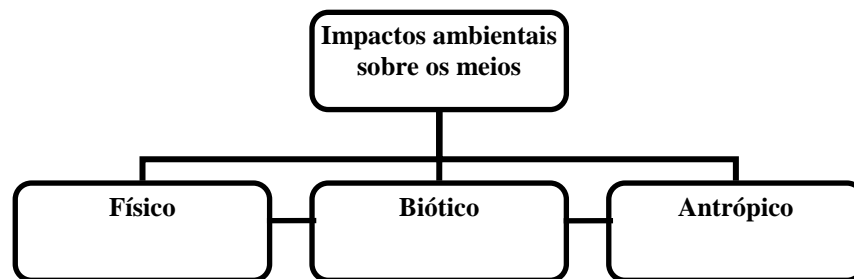 Impactos ambientais
sobre os meios
Físico
Biótico
Antrópico